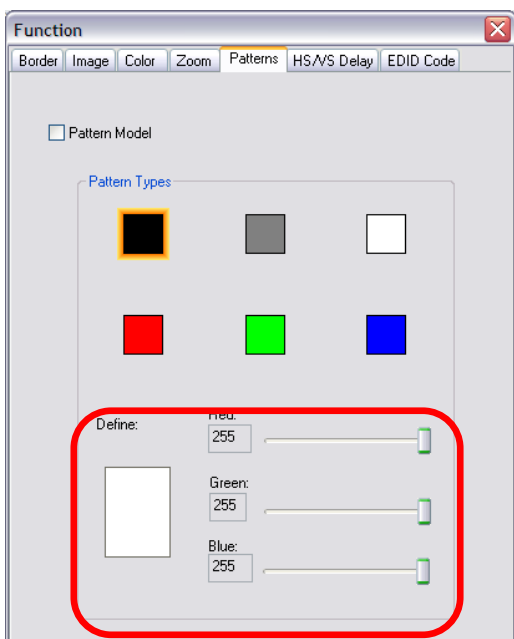 Function
Border Image Color Zoom Patterns HS/VS Delay EDID Code
Pattern Model
Pattern Types
Define:
Red:
255
Green:
255
Blue:
255